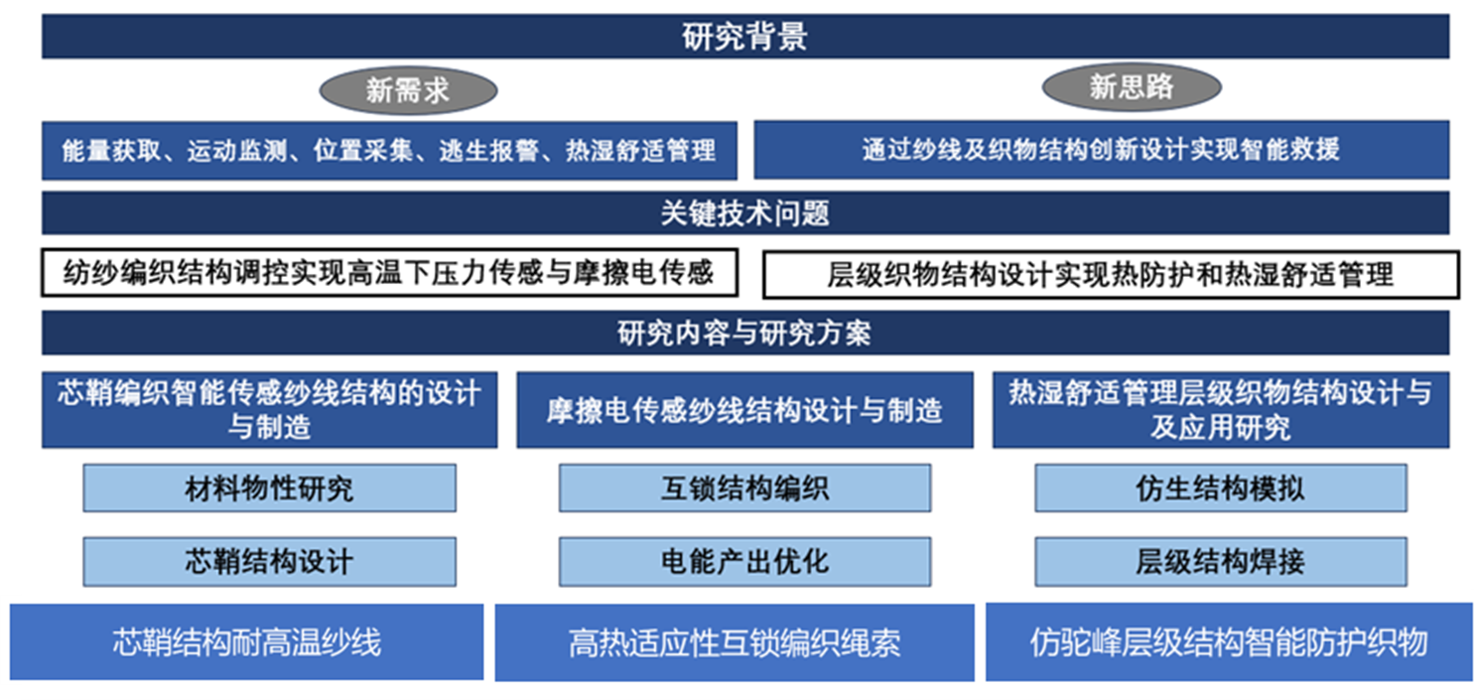 研究背景
新需求
新思路
能量获取、运动监测、位置采集、逃生报警、热湿舒适管理
通过纱线及织物结构创新设计实现智能救援
关键技术问题
纺纱编织结构调控实现高温下压力传感与摩擦电传感
层级织物结构设计实现热防护和热湿舒适管理
研究内容与研究方案
芯鞘编织智能传感纱线结构的设计
与制造
摩擦电传感纱线结构设计与制造
热湿舒适管理层级织物结构设计与
及应用研究
材料物性研究
互锁结构编织
仿生结构模拟
芯鞘结构设计
电能产出优化
层级结构焊接
芯鞘结构耐高温纱线
高热适应性互锁编织绳索
仿驼峰层级结构智能防护织物